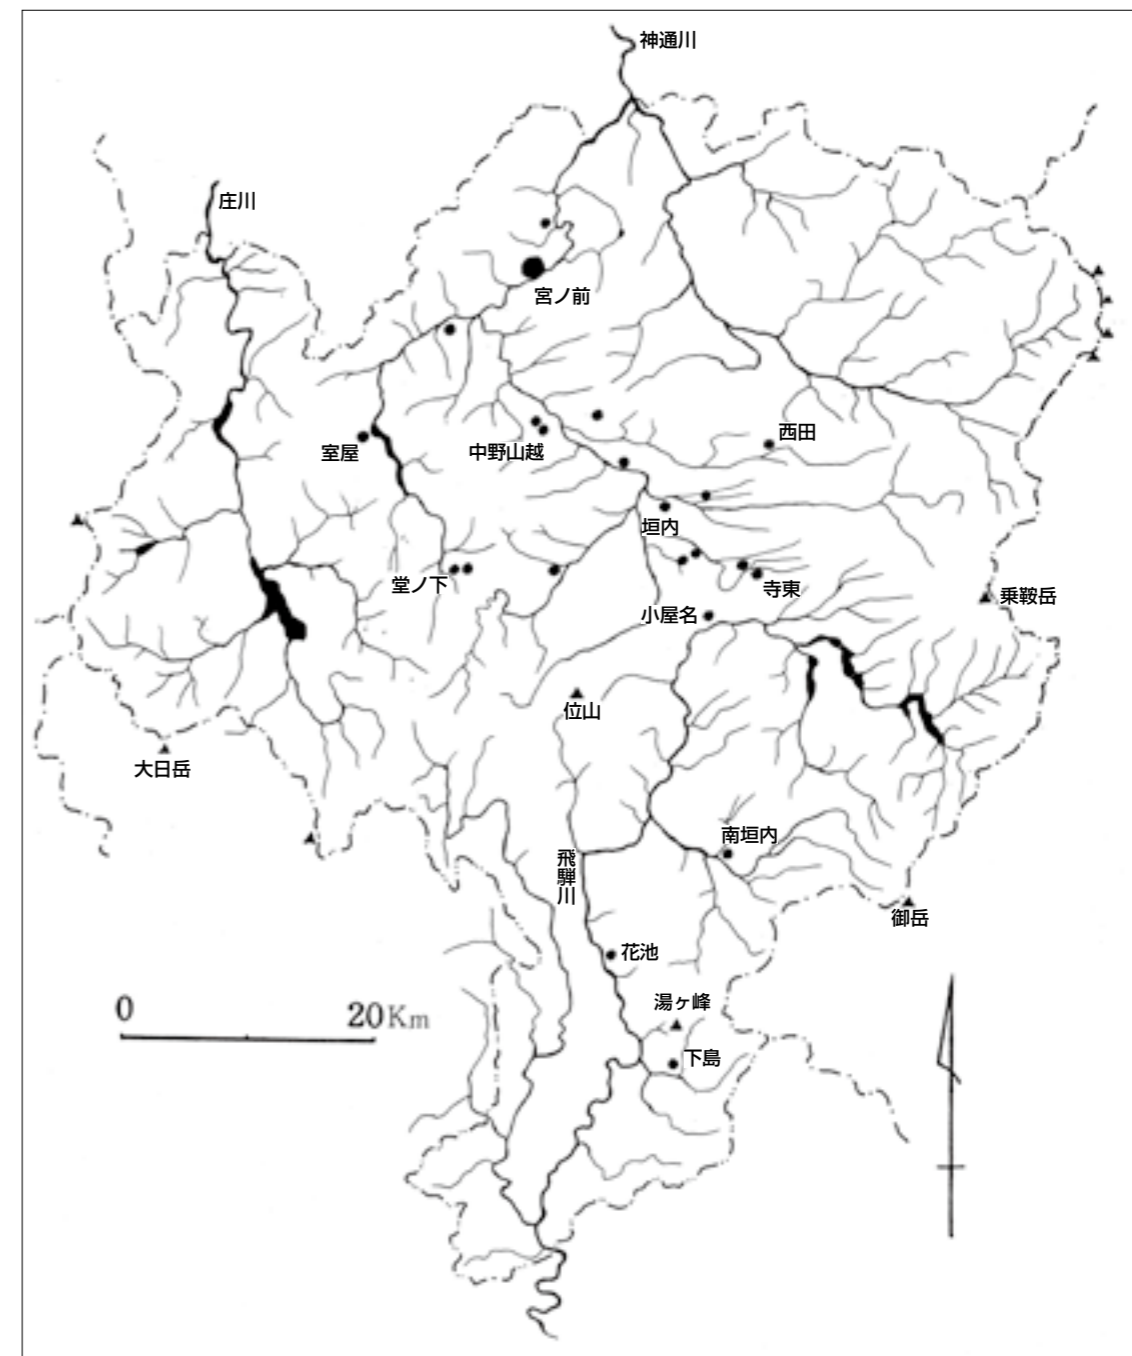 神通川
庄川
宮ノ前
西田
室屋
中野山越
垣内
堂ノ下
寺東
乗鞍岳
小屋名
位山
大日岳
南垣内
飛騨川
御岳
花池
湯ヶ峰
0 20Km
下島